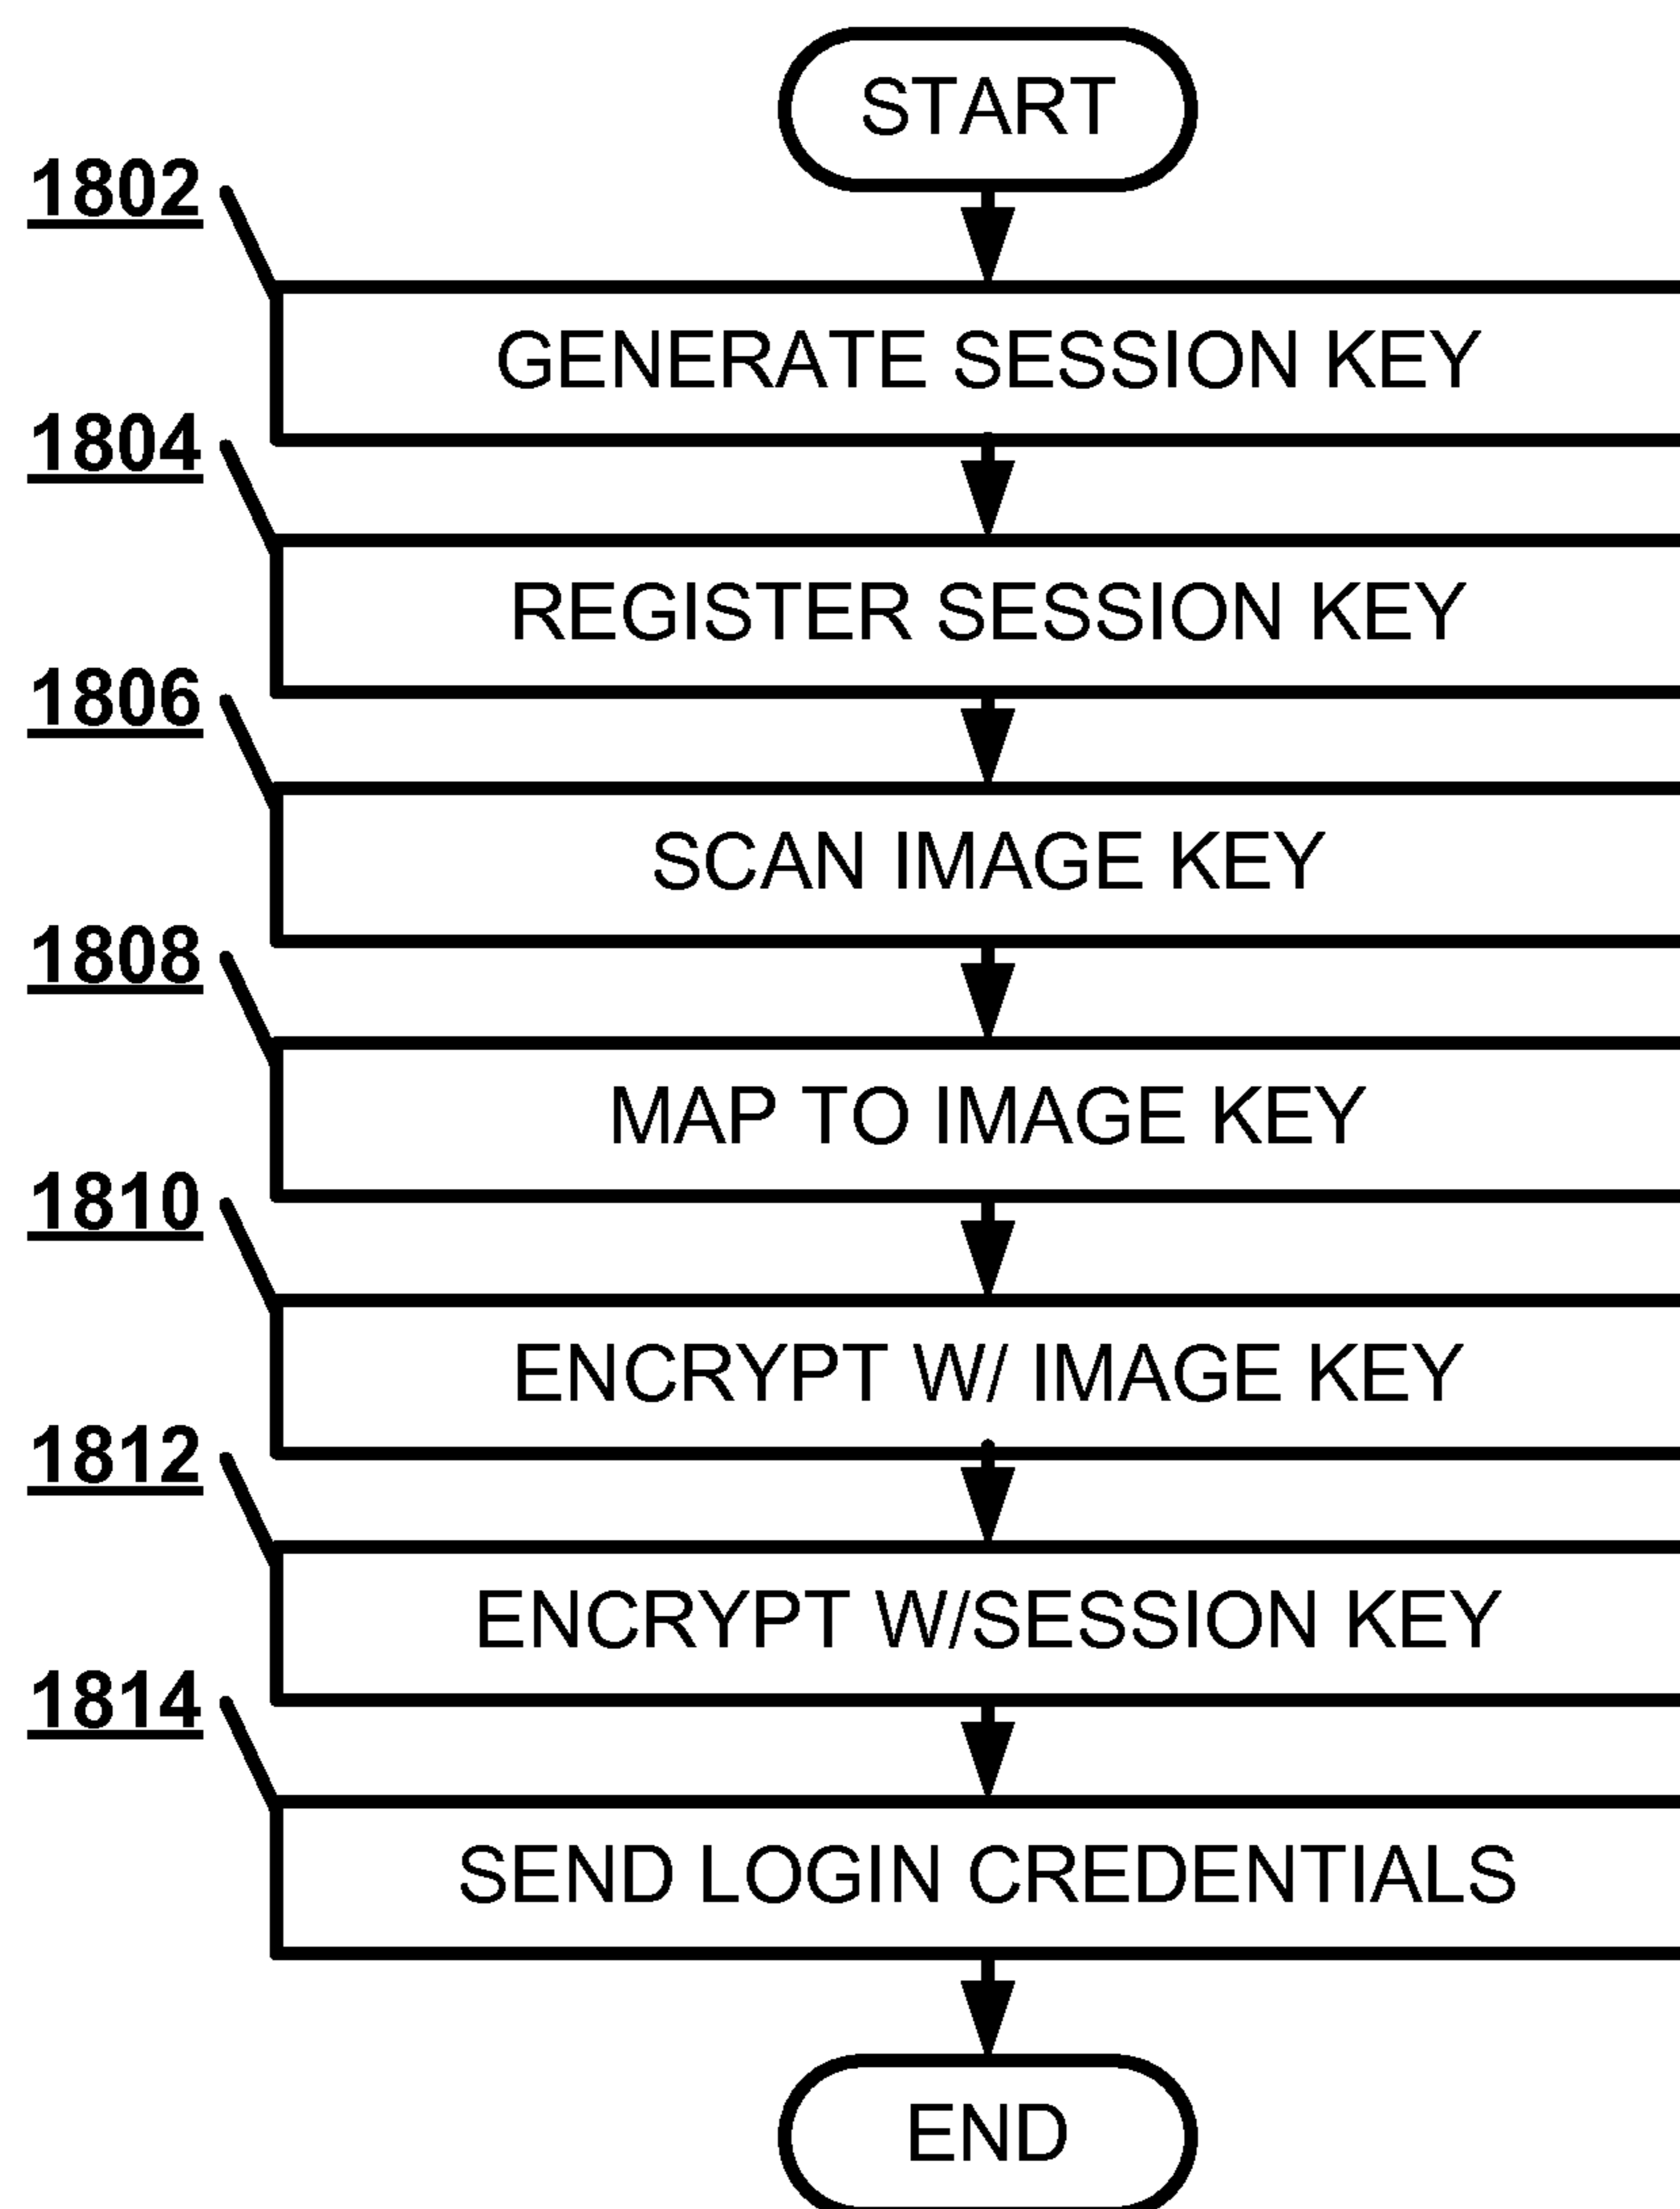 START
1802
GENERATE SESSION KEY
1804
REGISTER SESSION KEY
1806
SCAN IMAGE KEY
1808
MAP TO IMAGE KEY
1810
ENCRYPT W/ IMAGE KEY
1812
ENCRYPT W/SESSION KEY
1814
SEND LOGIN CREDENTIALS
END